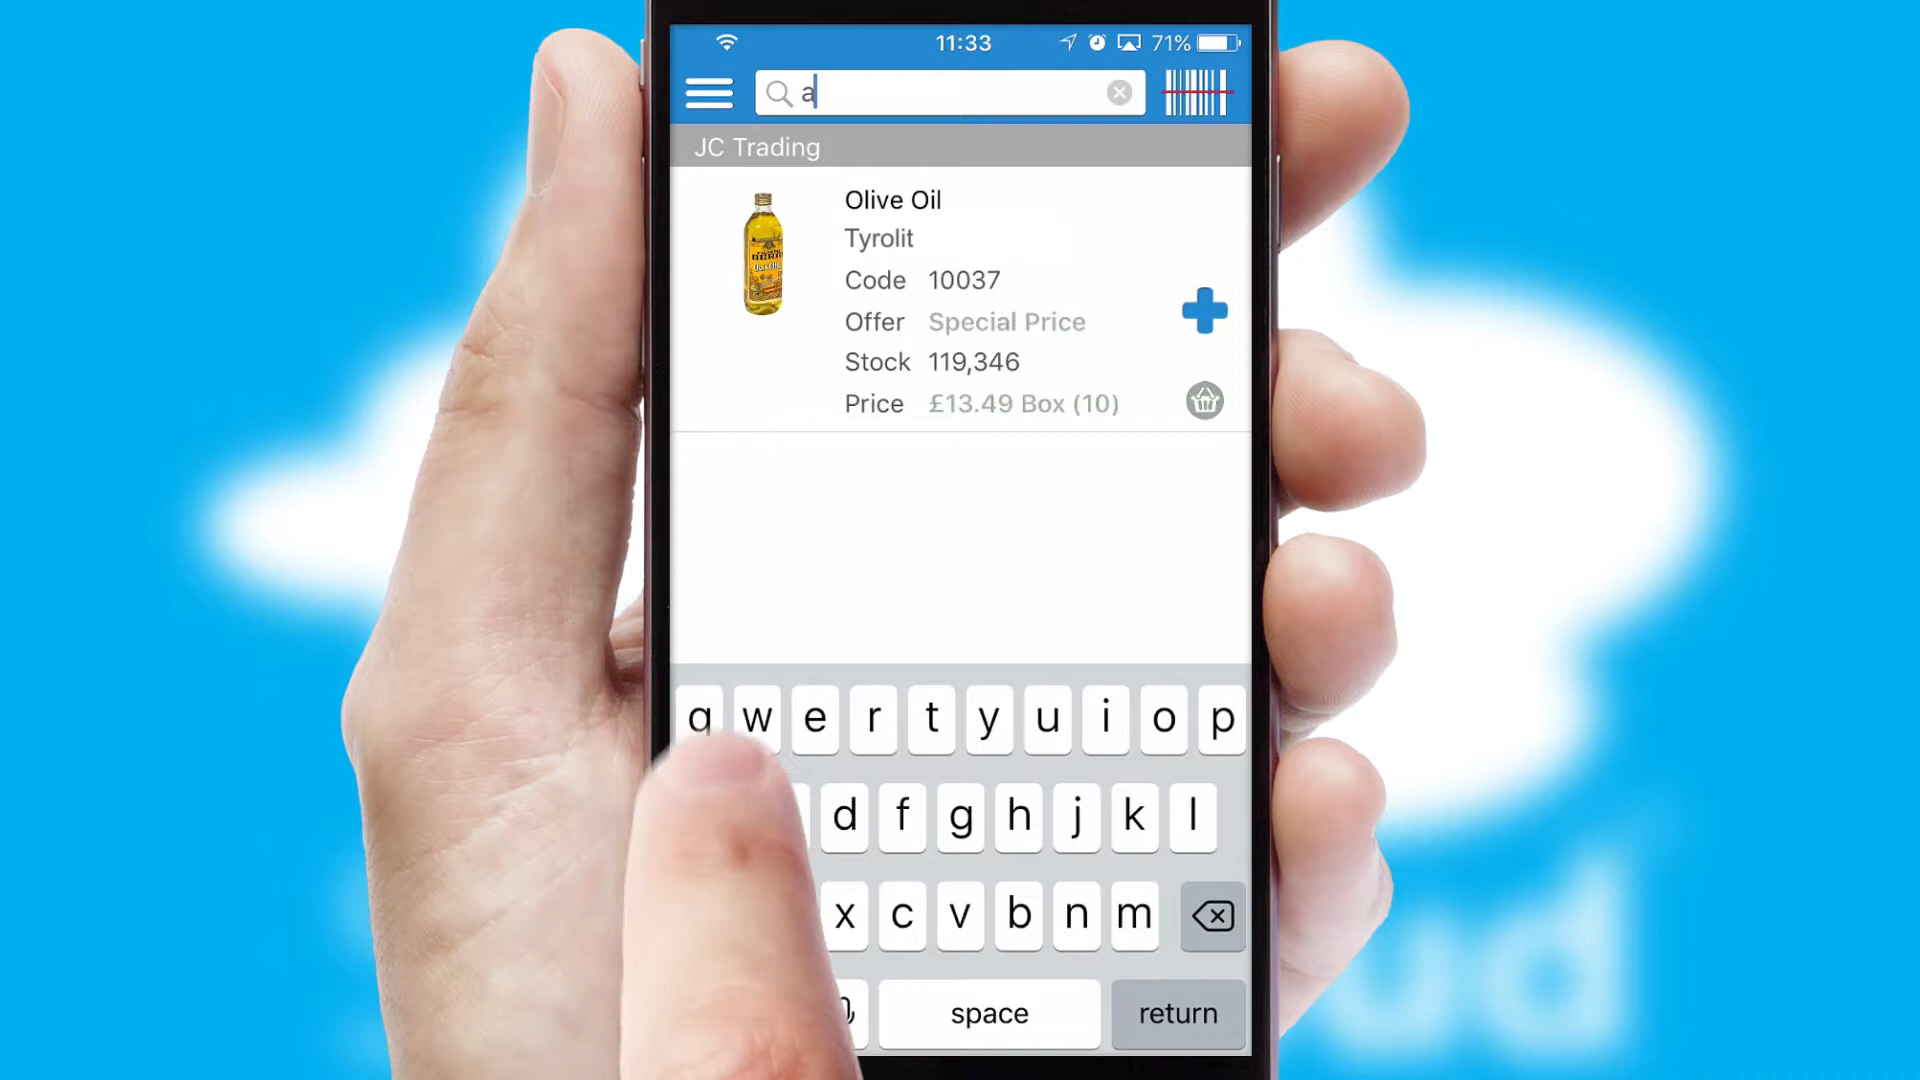 11:33
71%
a
JC Trading
Olive Oil
Tyrolit
Code 10037
Offer Special Price
Stock 119,346
Price £13.49 Box (10)
q w e r t y u i o p
d f g h j k l
x c v b n m
space return
ud